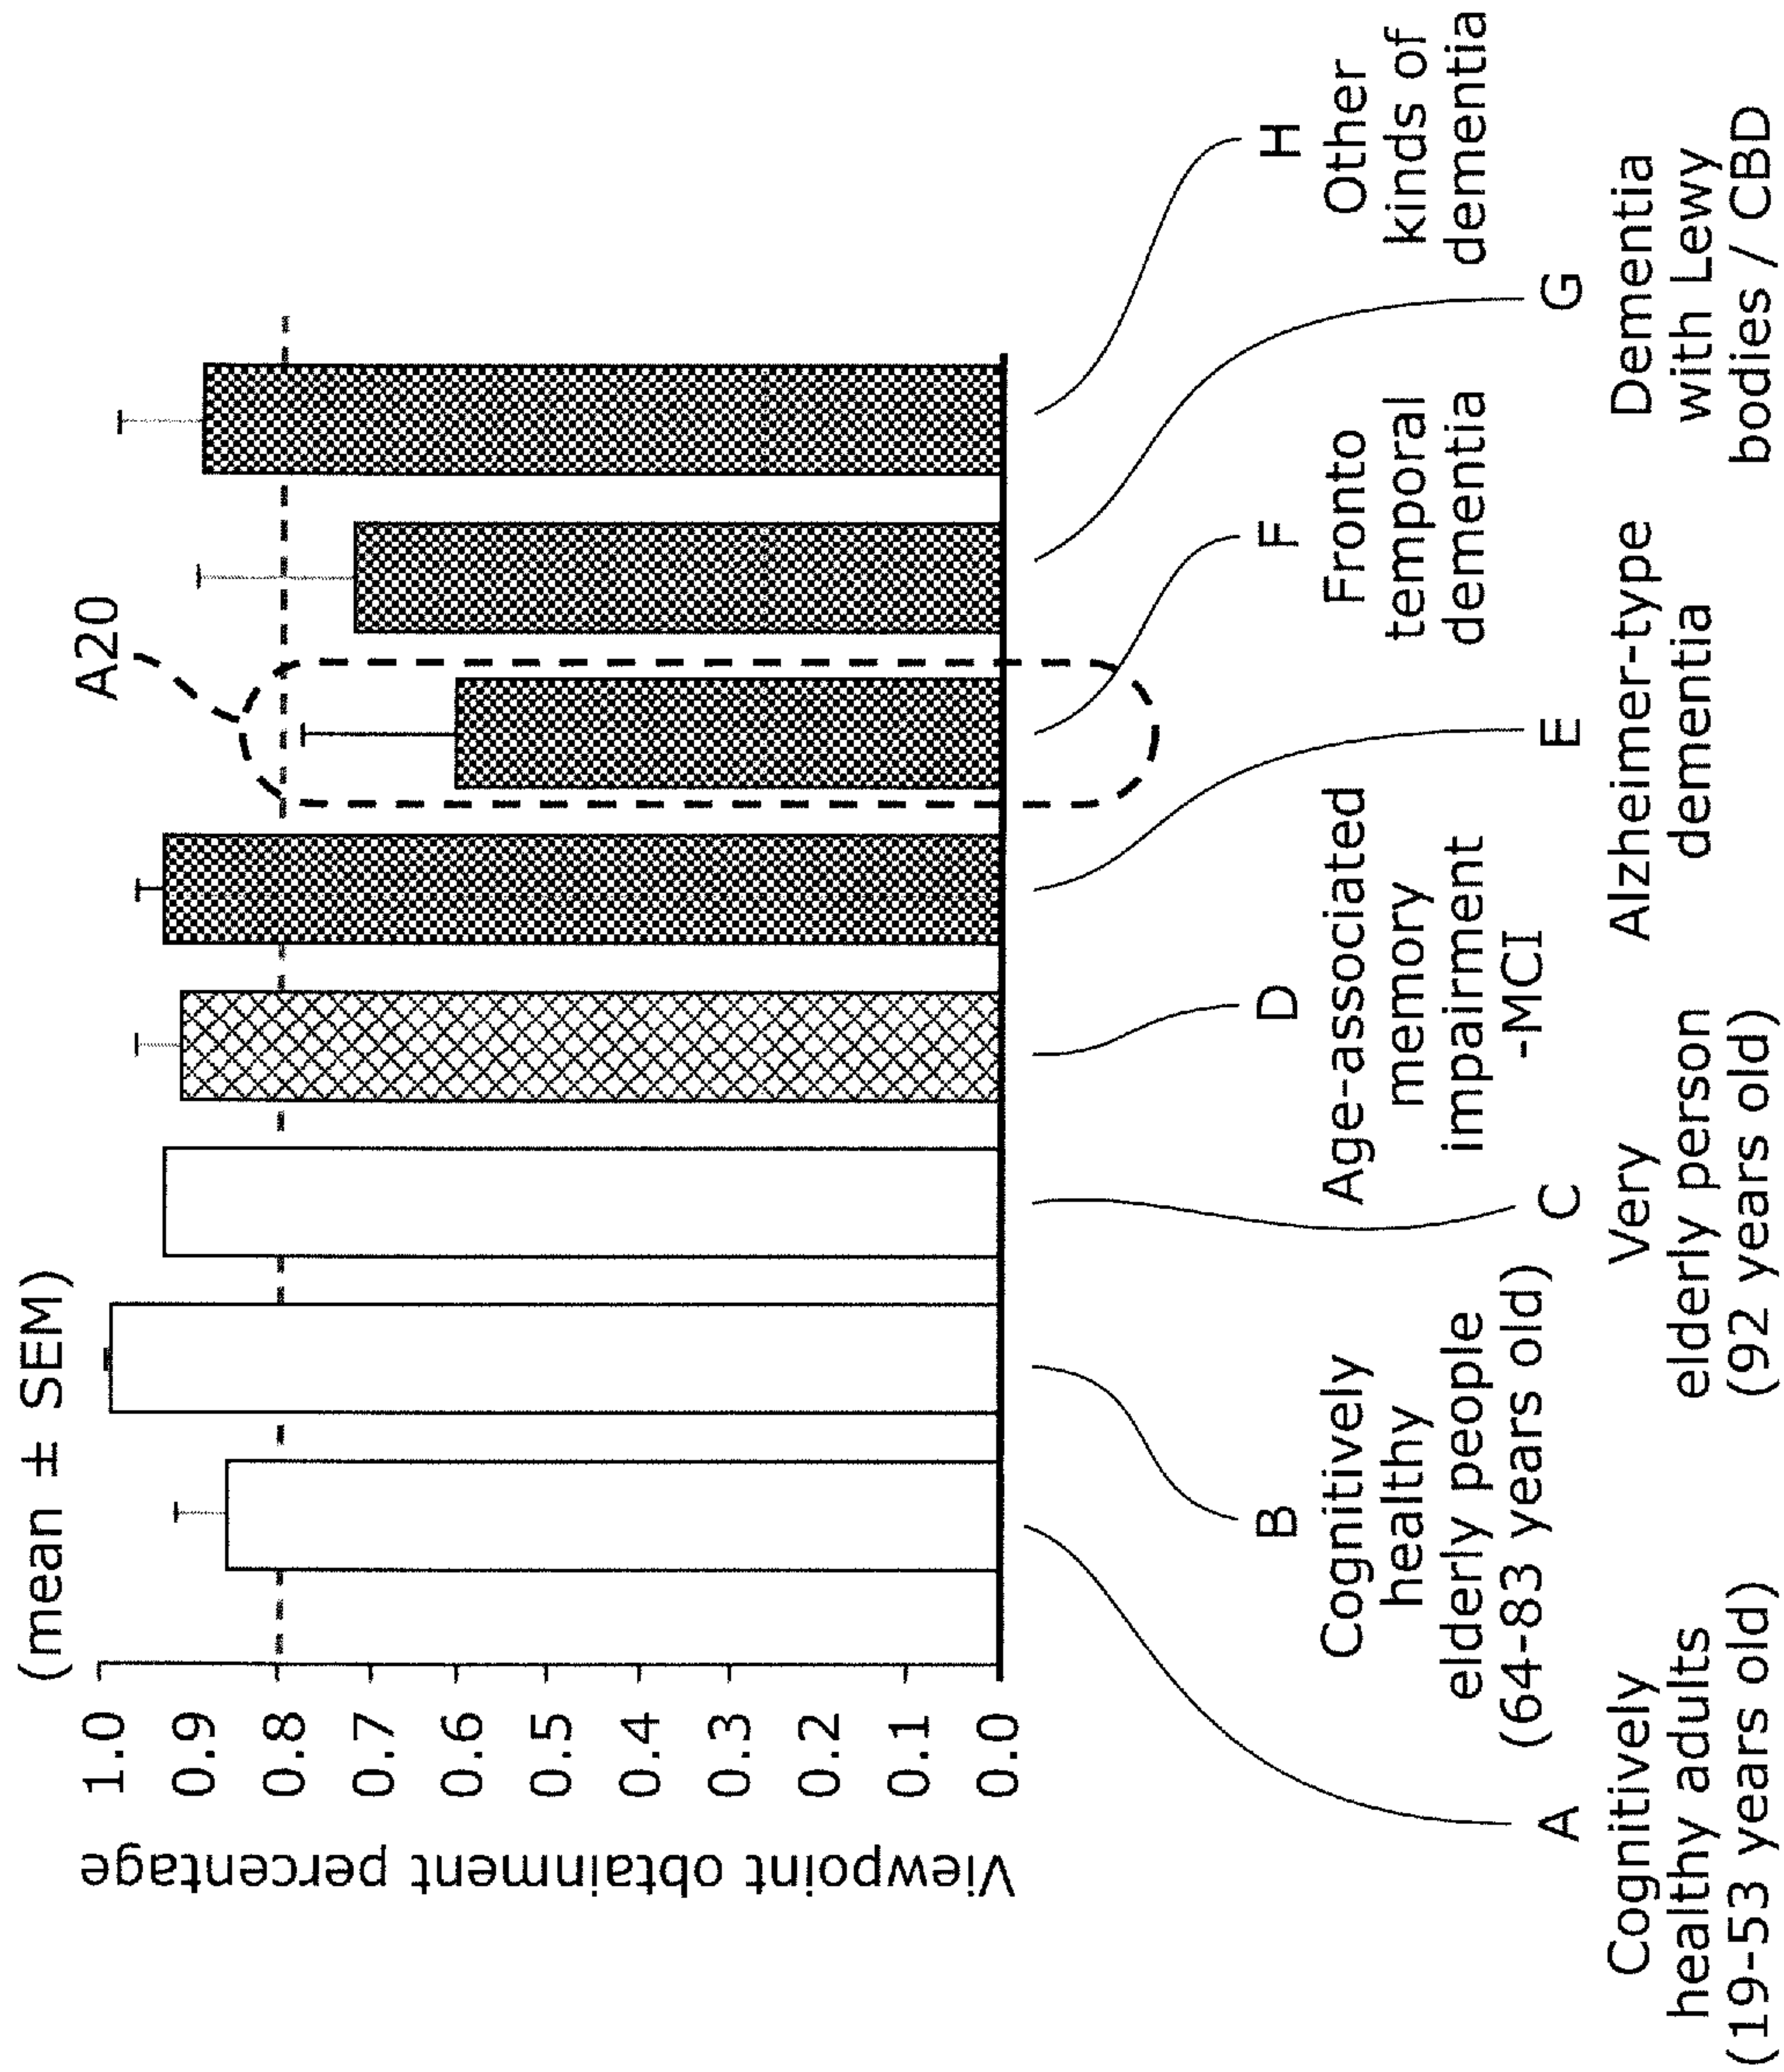 (mean ± SEM)
A20
Viewpoint obtainment percentage
1.0
0.9
0.8
0.7
0.6
0.5
0.4
0.3
0.2
0.1
0.0
A
Cognitively
healthy adults
(19-53 years old)
B
Cognitively
healthy
elderly people
(64-83 years old)
C
Very
elderly person
(92 years old)
D
Age-associated
memory
impairment
-MCI
E
Alzheimer-type
dementia
F
Fronto
temporal
dementia
G
Dementia
with Lewy
bodies / CBD
H
Other
kinds of
dementia